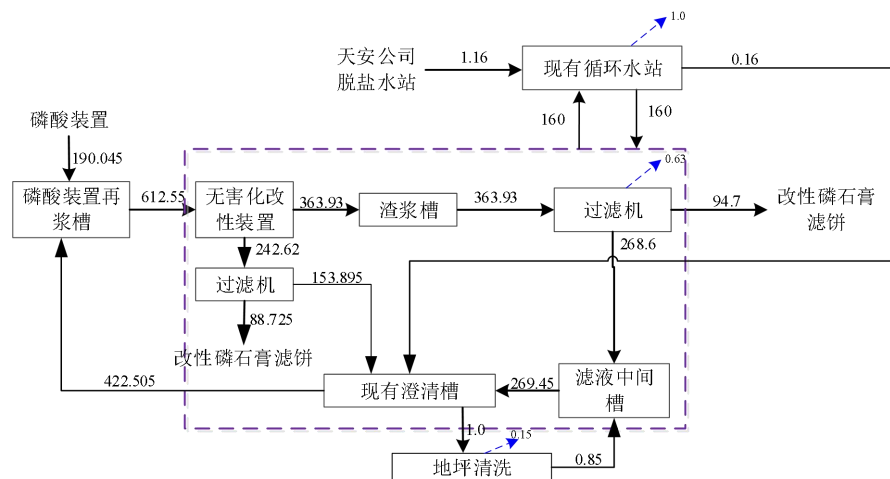 1.0
天安公司
脱盐水站
1.16
现有循环水站
0.16
160
160
磷酸装置
190.045
0.63
磷酸装置再
浆槽
612.55
无害化改
性装置
363.93
渣浆槽
363.93
过滤机
94.7
改性磷石膏
滤饼
242.62
268.6
过滤机
153.895
88.725
改性磷石膏滤饼
422.505
现有澄清槽
269.45
滤液中间
槽
1.0
0.15
地坪清洗
0.85